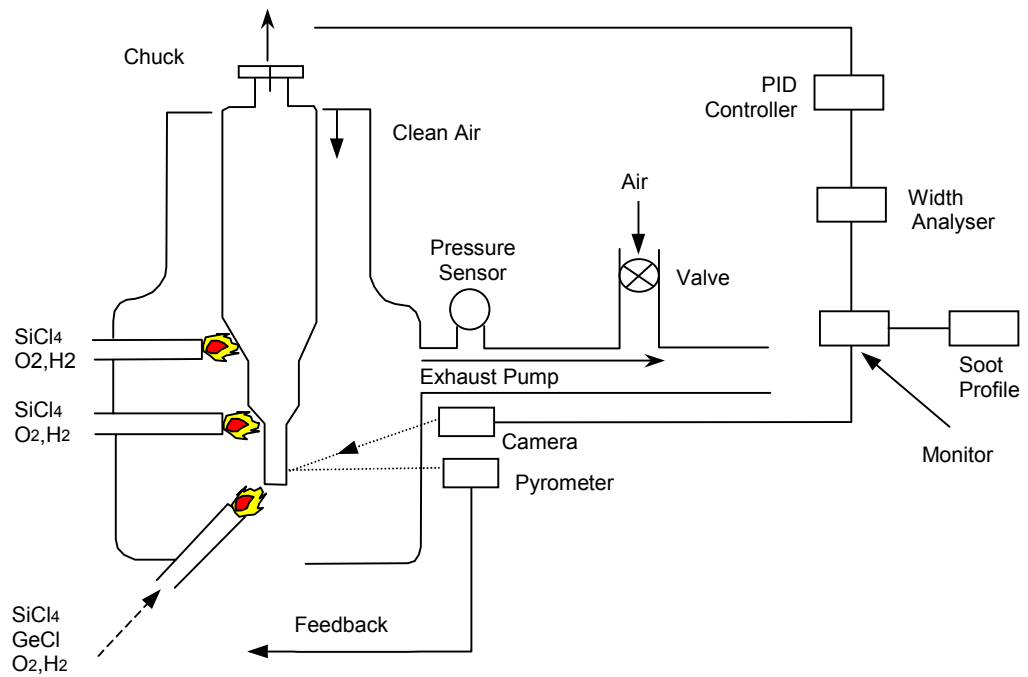 Chuck
PID
Controller
Clean Air
Air
Width
Analyser
Pressure
Sensor
Valve
SiCl4
O2,H2
Exhaust Pump
Soot
Profile
SiCl4
O2,H2
Camera
Monitor
Pyrometer
SiCl4
GeCl
O2,H2
Feedback